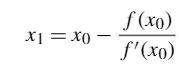 x₁ = x₀ − f(x₀) / f′(x₀)